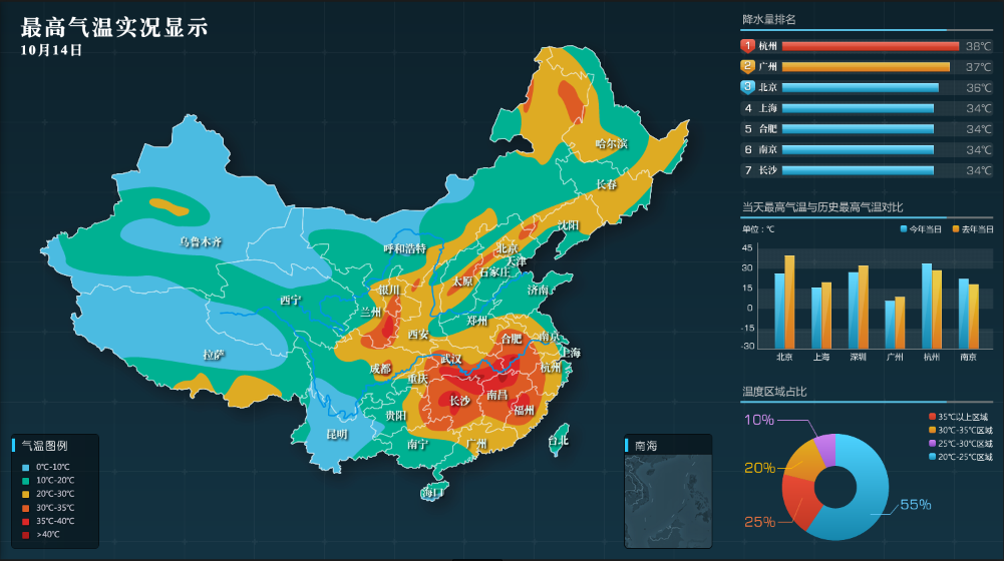 最高气温实况显示
10月14日
哈尔滨
长春
沈阳
乌鲁木齐
呼和浩特
北京
天津
石家庄
太原
济南
银川
西宁
兰州
郑州
西安
合肥
南京
上海
拉萨
成都
武汉
杭州
重庆
长沙
南昌
贵阳
福州
昆明
南宁
广州
台北
海口
气温图例
0℃-10℃
10℃-20℃
20℃-30℃
30℃-35℃
35℃-40℃
>40℃
南海
降水量排名
1 杭州 38℃
2 广州 37℃
3 北京 36℃
4 上海 34℃
5 合肥 34℃
6 南京 34℃
7 长沙 34℃
当天最高气温与历史最高气温对比
单位：℃ 今年当日 去年当日
45
30
15
0
-15
-30
北京 上海 深圳 广州 杭州 南京
温度区域占比
10%
20%
25%
55%
35℃以上区域
30℃-35℃区域
25℃-30℃区域
20℃-25℃区域